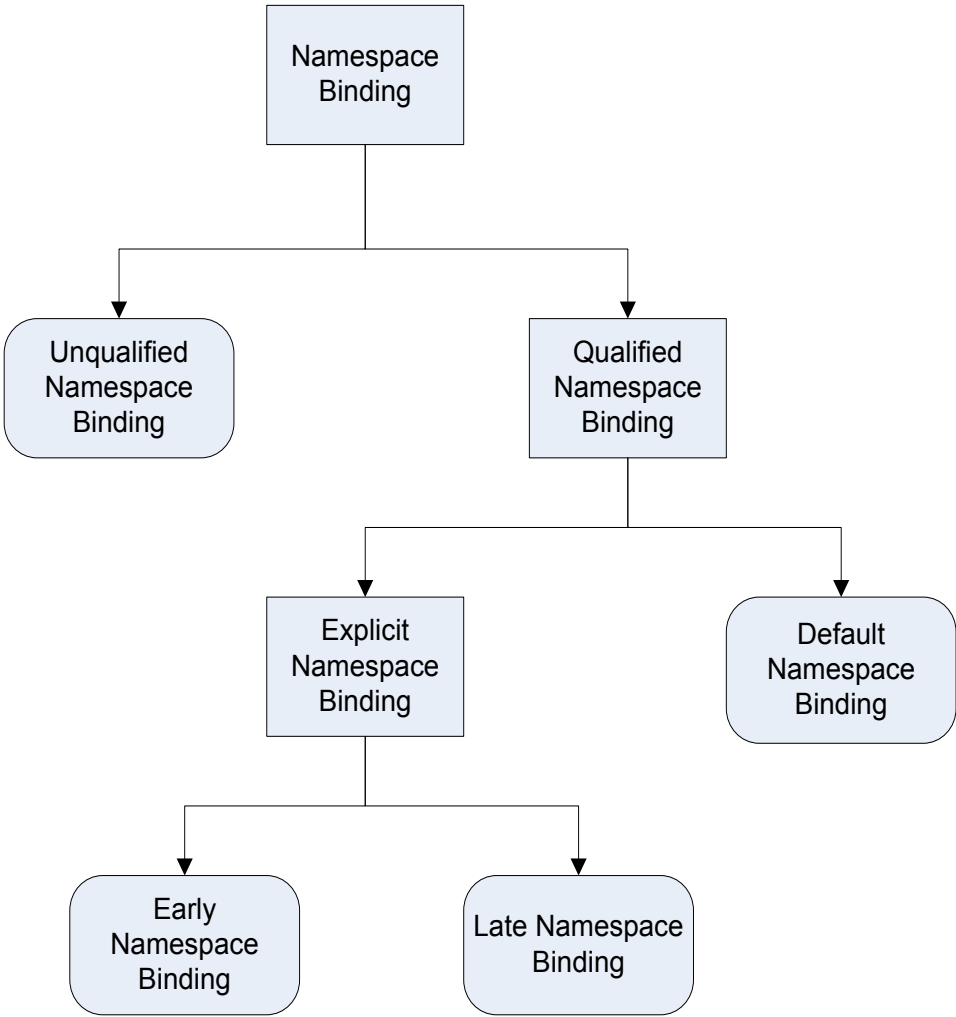 Namespace
Binding
Unqualified
Namespace
Binding
Qualified
Namespace
Binding
Explicit
Namespace
Binding
Default
Namespace
Binding
Early
Namespace
Binding
Late Namespace
Binding